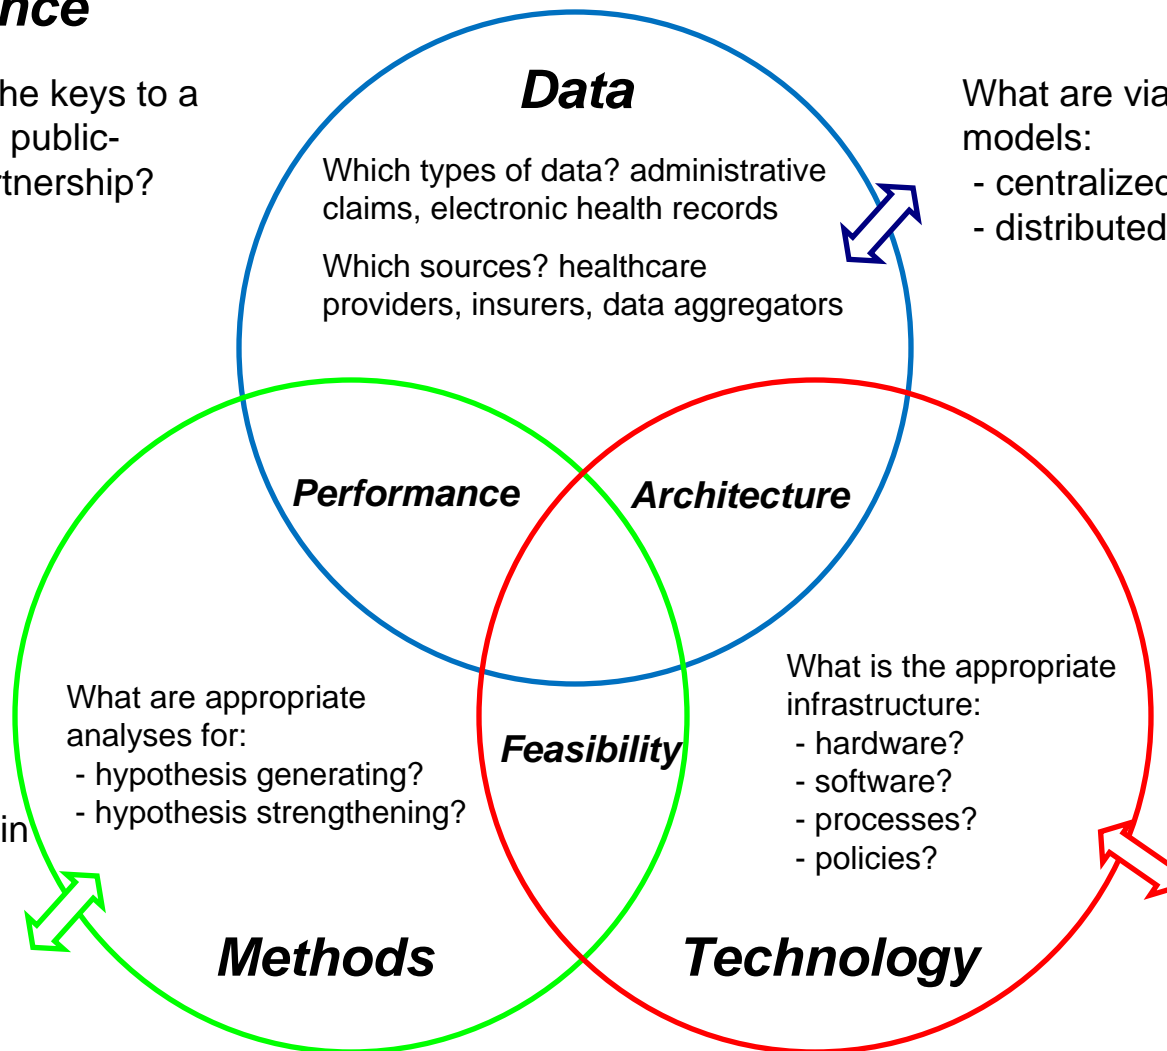 nce
he keys to a
public-
rtnership?
Data
Which types of data? administrative
claims, electronic health records
Which sources? healthcare
providers, insurers, data aggregators
What are via
models:
- centralized
- distributed
Performance
Architecture
What are appropriate
analyses for:
- hypothesis generating?
- hypothesis strengthening?
Feasibility
What is the appropriate
infrastructure:
- hardware?
- software?
- processes?
- policies?
in
Methods
Technology